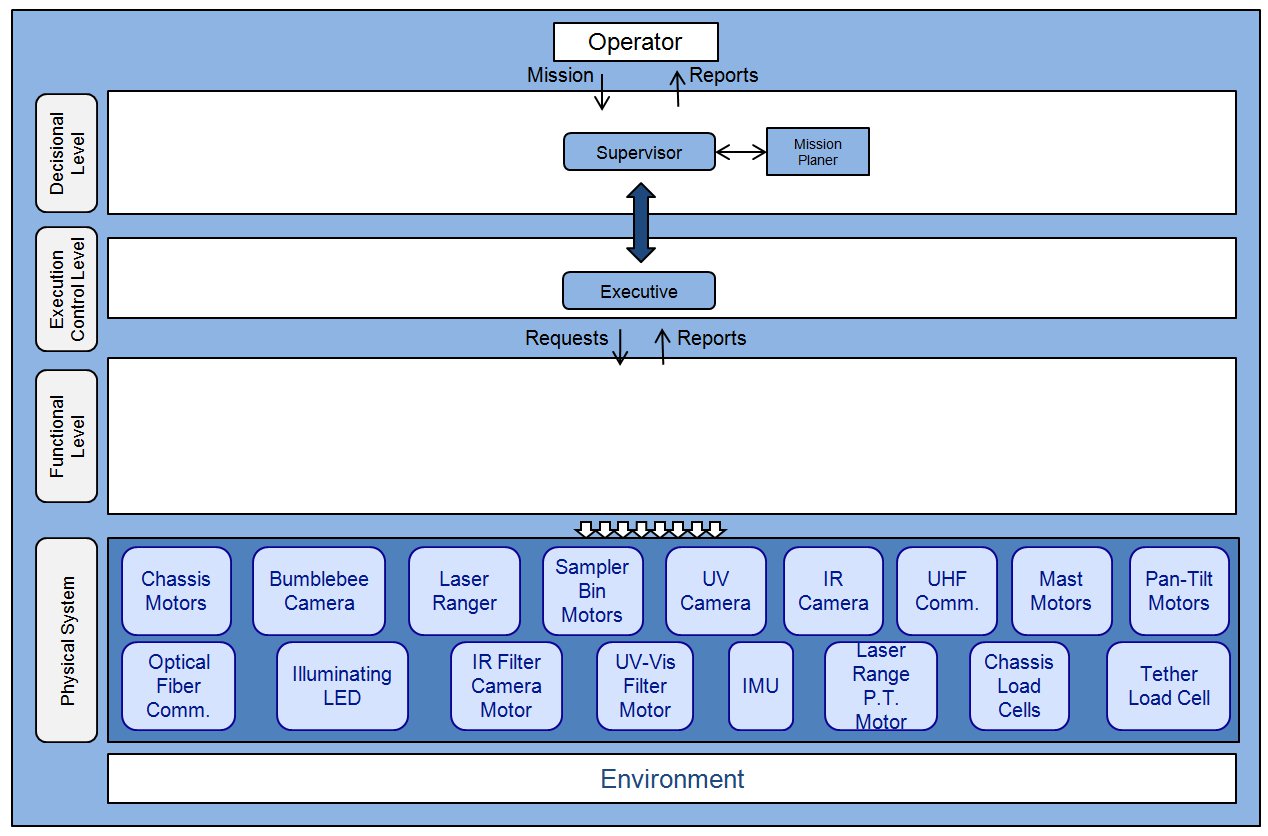 Operator
Mission
Reports
Decisional
Level
Supervisor
Mission
Planer
Execution
Control Level
Executive
Requests
Reports
Functional
Level
Physical System
Chassis
Motors
Bumblebee
Camera
Laser
Ranger
Sampler
Bin
Motors
UV
Camera
IR
Camera
UHF
Comm.
Mast
Motors
Pan-Tilt
Motors
Optical
Fiber
Comm.
Illuminating
LED
IR Filter
Camera
Motor
UV-Vis
Filter
Motor
IMU
Laser
Range
P.T.
Motor
Chassis
Load
Cells
Tether
Load Cell
Environment